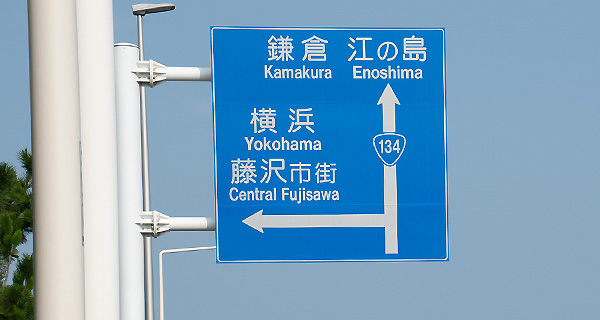 鎌倉 江の島
Kamakura Enoshima
横浜
Yokohama
134
藤沢市街
Central Fujisawa